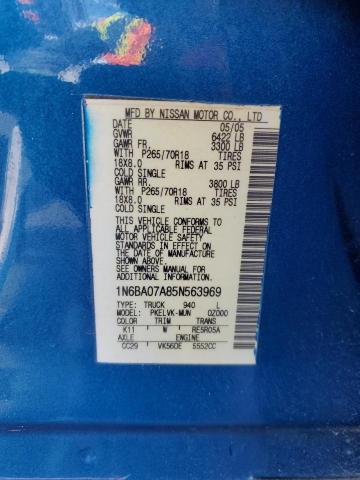 MFD BY NISSAN MOTOR CO., LTD
05/05
GVWR 6422 LB
GAWR FR. 3300 LB
WITH P265/70R18 TIRES
18X8.0 RIMS AT 35 PSI
COLD SINGLE
GAWR RR. 3800 LB
WITH P265/70R18 TIRES
18X8.0 RIMS AT 35 PSI
COLD SINGLE
THIS VEHICLE CONFORMS TO
ALL APPLICABLE FEDERAL
MOTOR VEHICLE SAFETY
STANDARDS IN EFFECT ON
THE DATE OF MANUFACTURE
SHOWN ABOVE.
SEE OWNERS MANUAL FOR
ADDITIONAL INFORMATION.
1N6BA07A85N563969
TYPE: TRUCK 940 L
MODEL: PKELVK-MUN 0Z000
COLOR TRIM TRANS
K11 W RE5R05A
AXLE ENGINE
CC29 VK56DE 5552CC